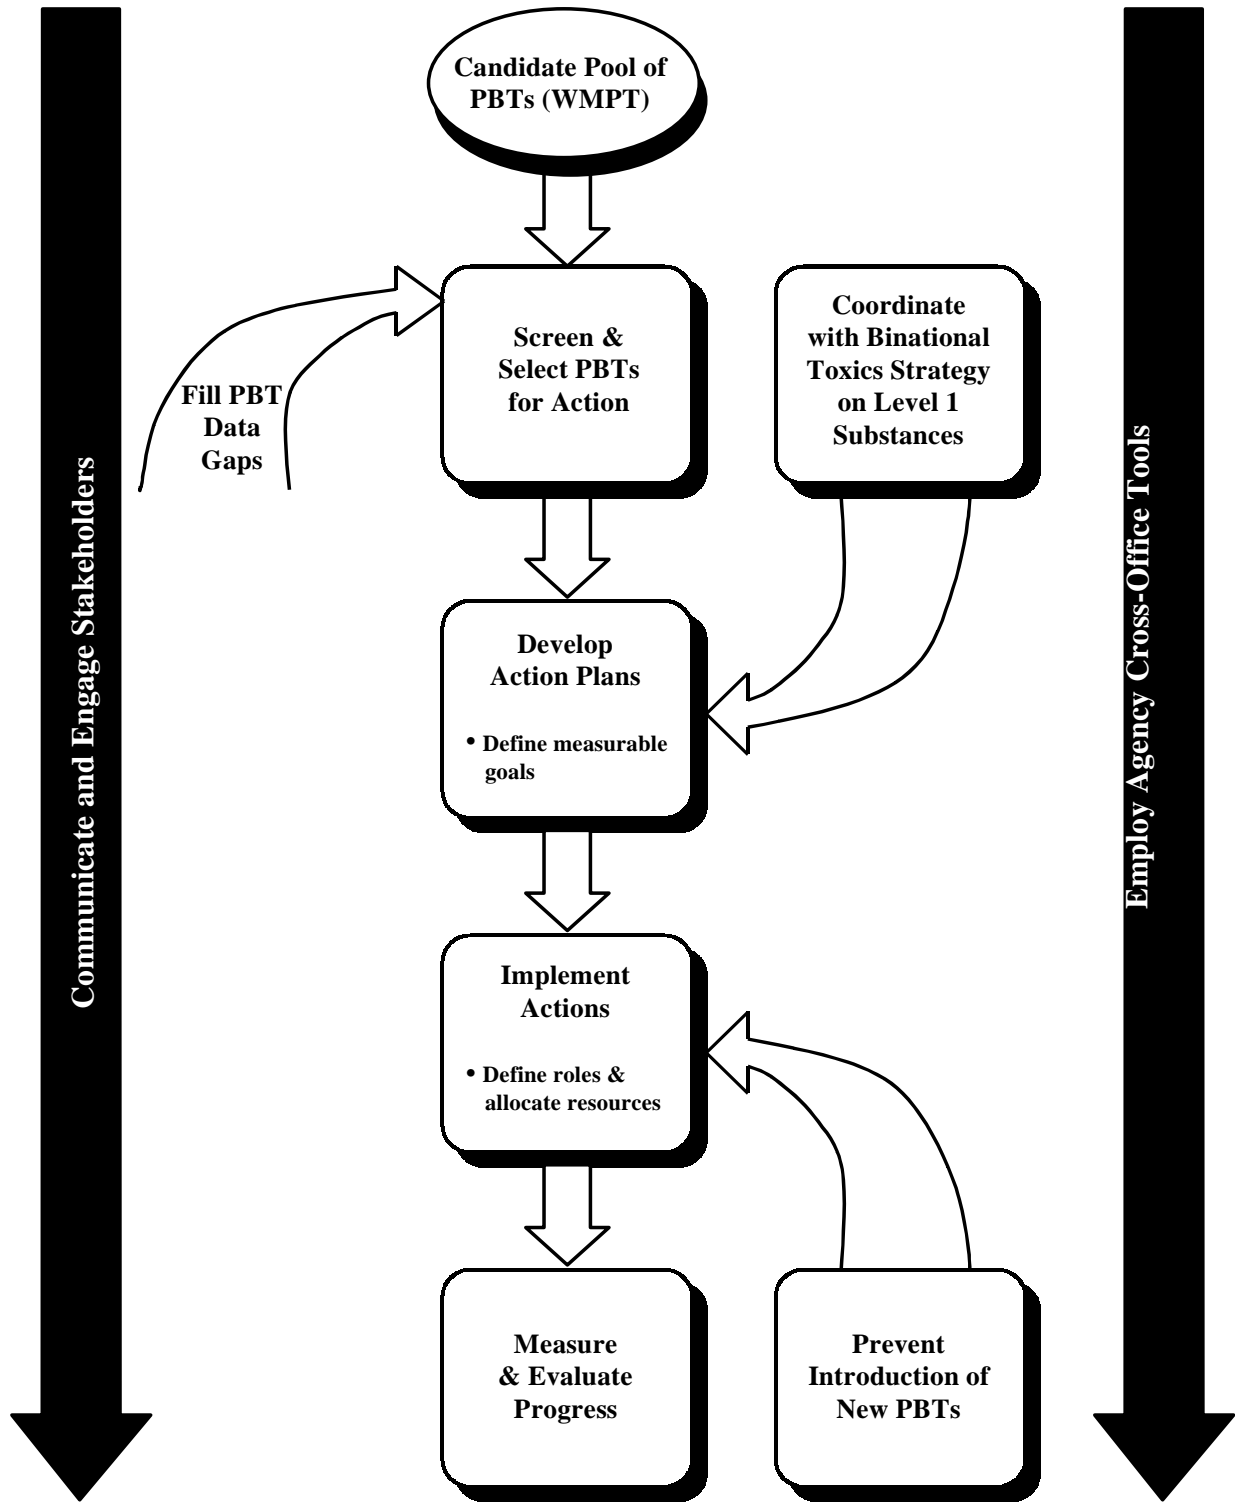 Candidate Pool of
PBTs (WMPT)
Screen &
Select PBTs
for Action
Coordinate
with Binational
Toxics Strategy
on Level 1
Substances
Fill PBT
Data
Gaps
Communicate and Engage Stakeholders
Employ Agency Cross-Office Tools
Develop
Action Plans
• Define measurable
goals
Implement
Actions
• Define roles &
allocate resources
Measure
& Evaluate
Progress
Prevent
Introduction of
New PBTs